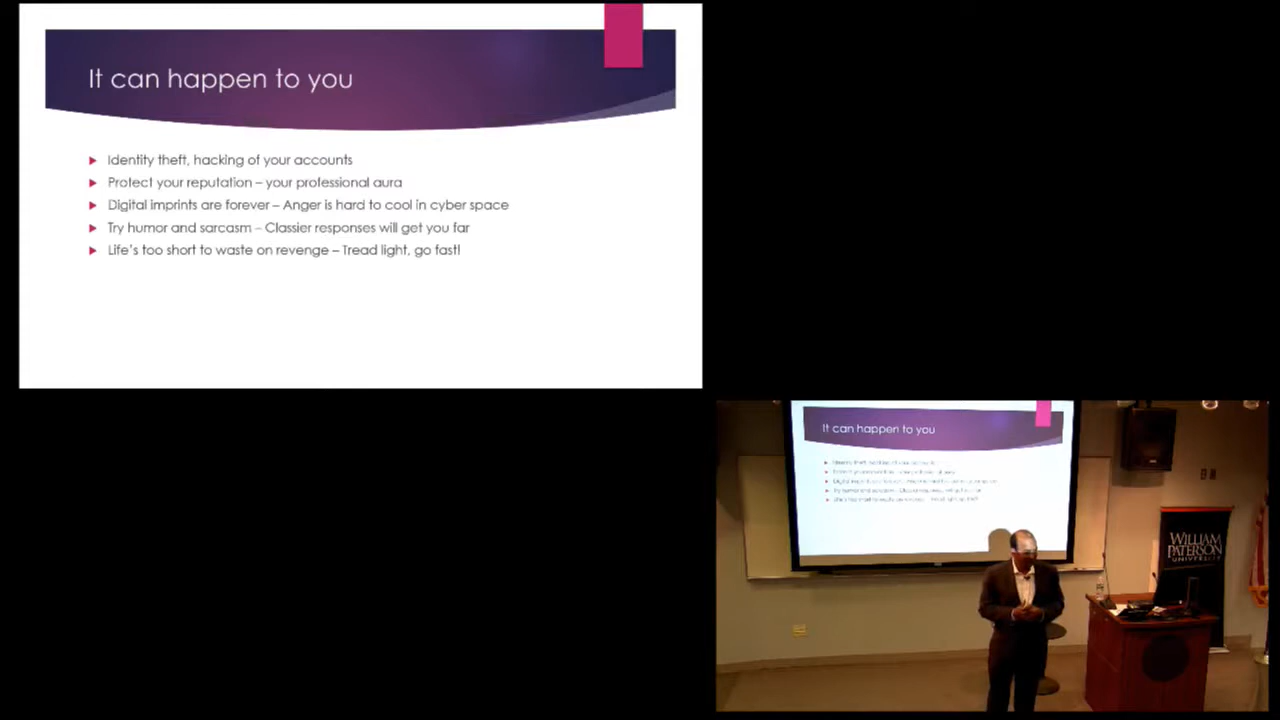 It can happen to you
Identity theft, hacking of your accounts
Protect your reputation – your professional aura
Digital imprints are forever – Anger is hard to cool in cyber space
Try humor and sarcasm – Classier responses will get you far
Life's too short to waste on revenge – Tread light, go fast!
It can happen to you
WILLIAM
PATERSON
UNIVERSITY